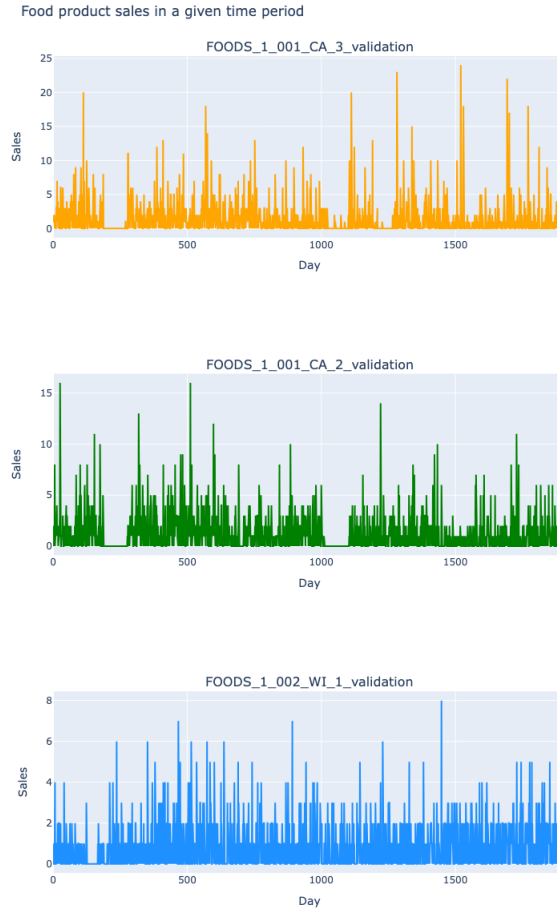 Food product sales in a given time period
FOODS_1_001_CA_3_validation
25
20
15
10
5
0
Sales
0 500 1000 1500
Day
FOODS_1_001_CA_2_validation
15
10
5
0
Sales
0 500 1000 1500
Day
FOODS_1_002_WI_1_validation
8
6
4
2
0
Sales
0 500 1000 1500
Day